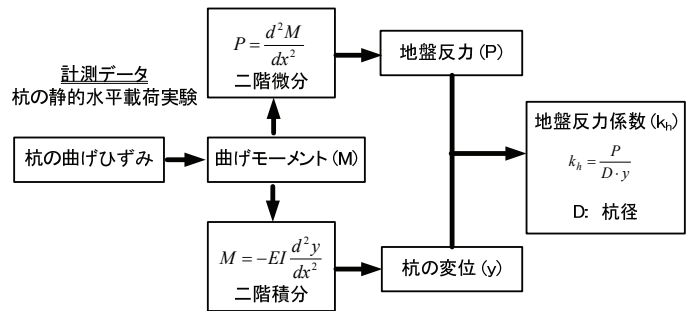 計測データ
杭の静的水平載荷実験
杭の曲げひずみ
P = d²M/dx²
二階微分
曲げモーメント(M)
M = -EI d²y/dx²
二階積分
地盤反力(P)
杭の変位(y)
地盤反力係数(kₕ)
kₕ = P/(D・y)
D: 杭径